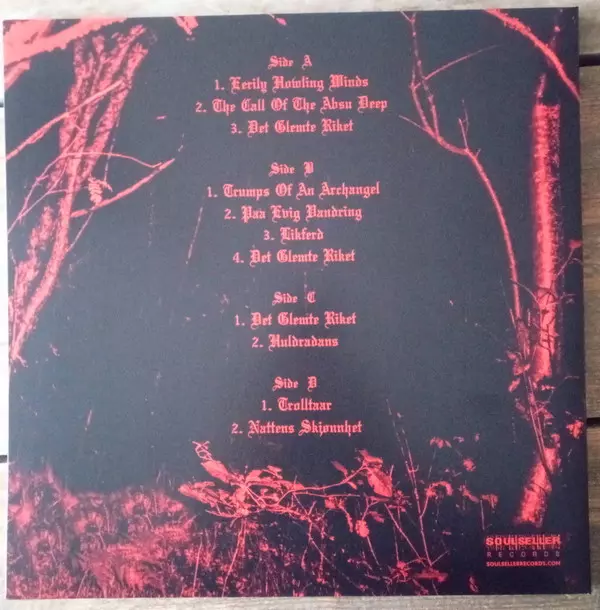 Side A
1. Eerily Howling Winds
2. The Call Of The Absu Deep
3. Det Glemte Riket
Side B
1. Trumps Of An Archangel
2. Paa Evig Vandring
3. Likferd
4. Det Glemte Riket
Side C
1. Det Glemte Riket
2. Huldradans
Side D
1. Trolltaar
2. Nattens Skjønnhet
SOULSELLER
RECORDS
SOULSELLERRECORDS.COM